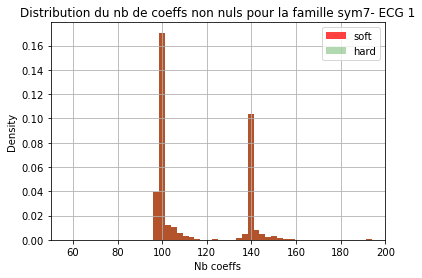 Distribution du nb de coeffs non nuls pour la famille sym7- ECG 1
soft
hard
0.16
0.14
0.12
0.10
0.08
0.06
0.04
0.02
0.00
Density
60 80 100 120 140 160 180 200
Nb coeffs